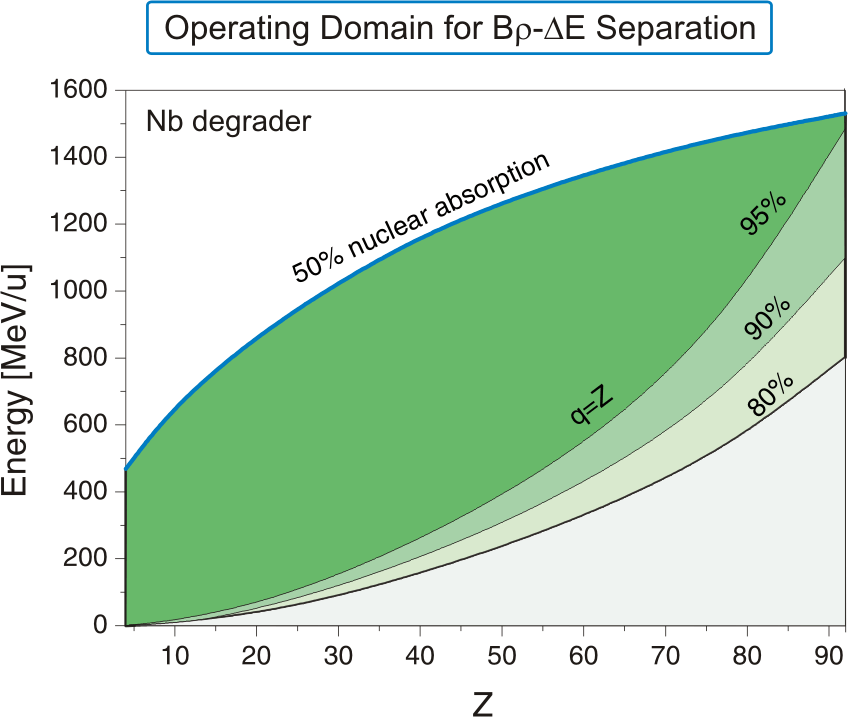 Operating Domain for Bρ-ΔE Separation
Nb degrader
50% nuclear absorption
95%
90%
80%
q=Z
Energy [MeV/u]
1600
1400
1200
1000
800
600
400
200
0
10 20 30 40 50 60 70 80 90
Z